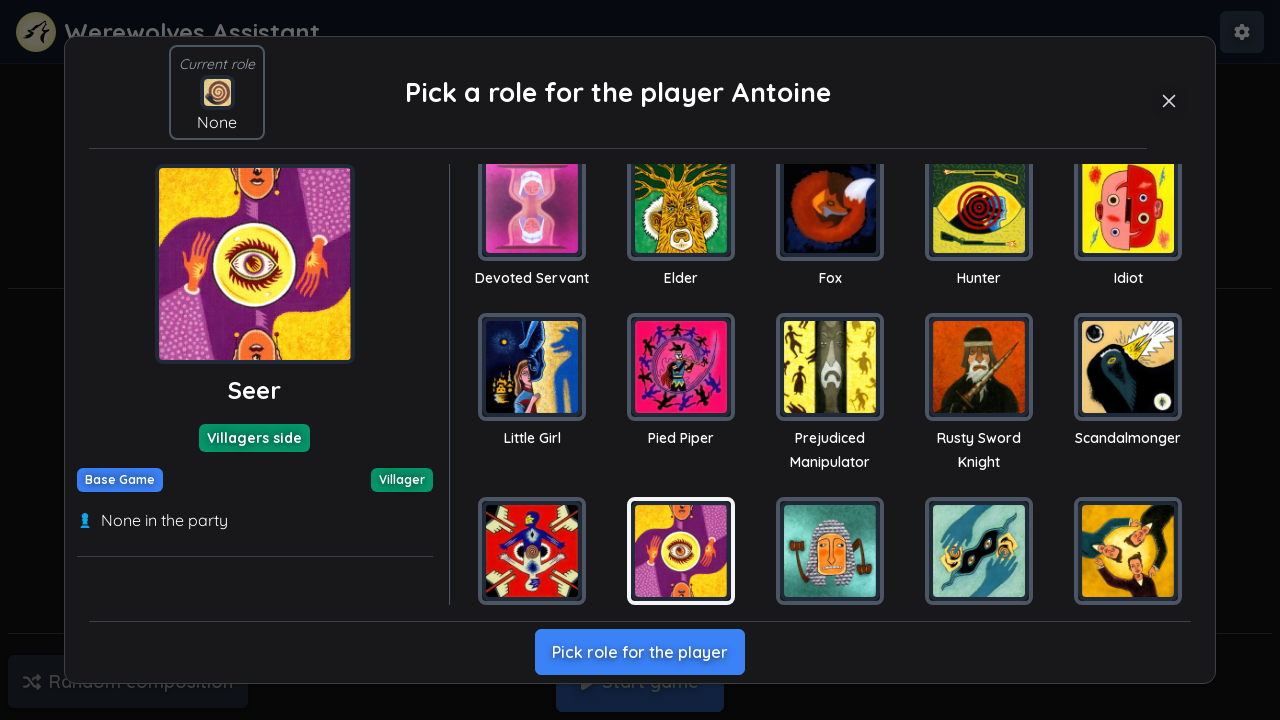 Werewolves Assistant
Current role
None
Pick a role for the player Antoine
Seer
Villagers side
Base Game
Villager
None in the party
Devoted Servant
Elder
Fox
Hunter
Idiot
Little Girl
Pied Piper
Prejudiced
Manipulator
Rusty Sword
Knight
Scandalmonger
Pick role for the player
Random composition
Start game